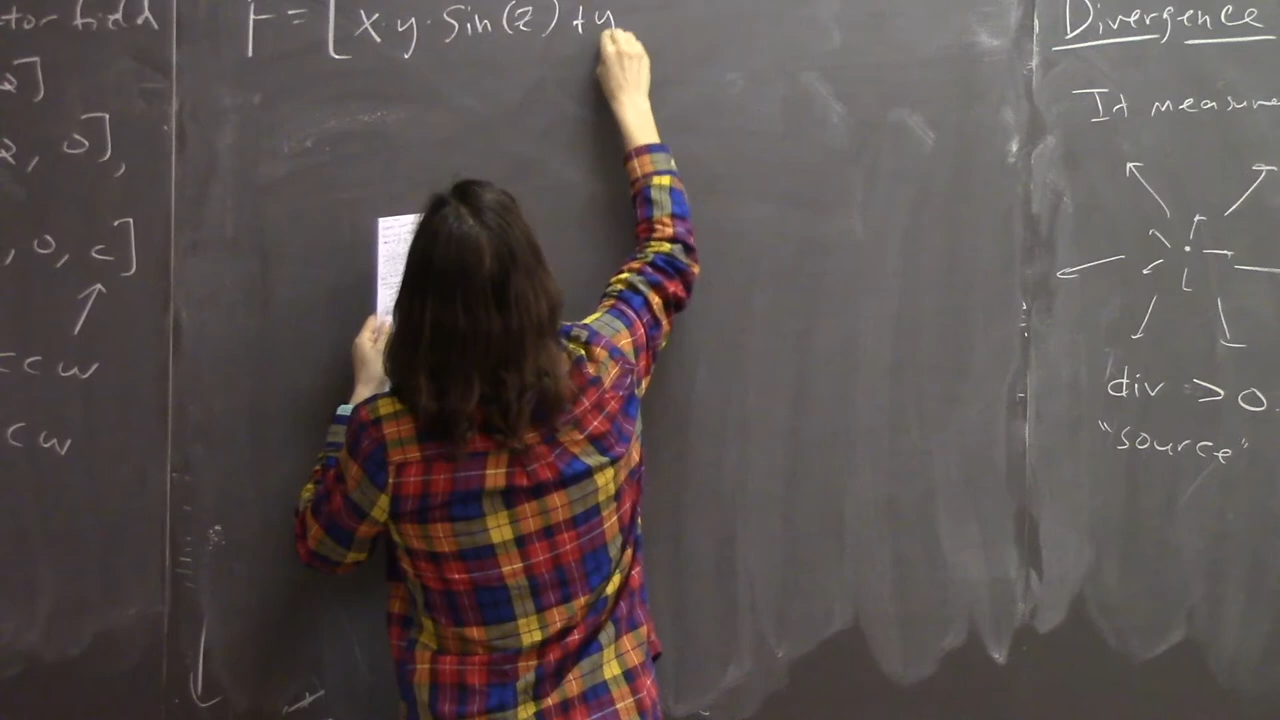 tor field
2]
2, 0],
, 0, c]
ccw
cw
F = [x·y·sin(z) + y
Divergence
It measure
div > 0.
"source"